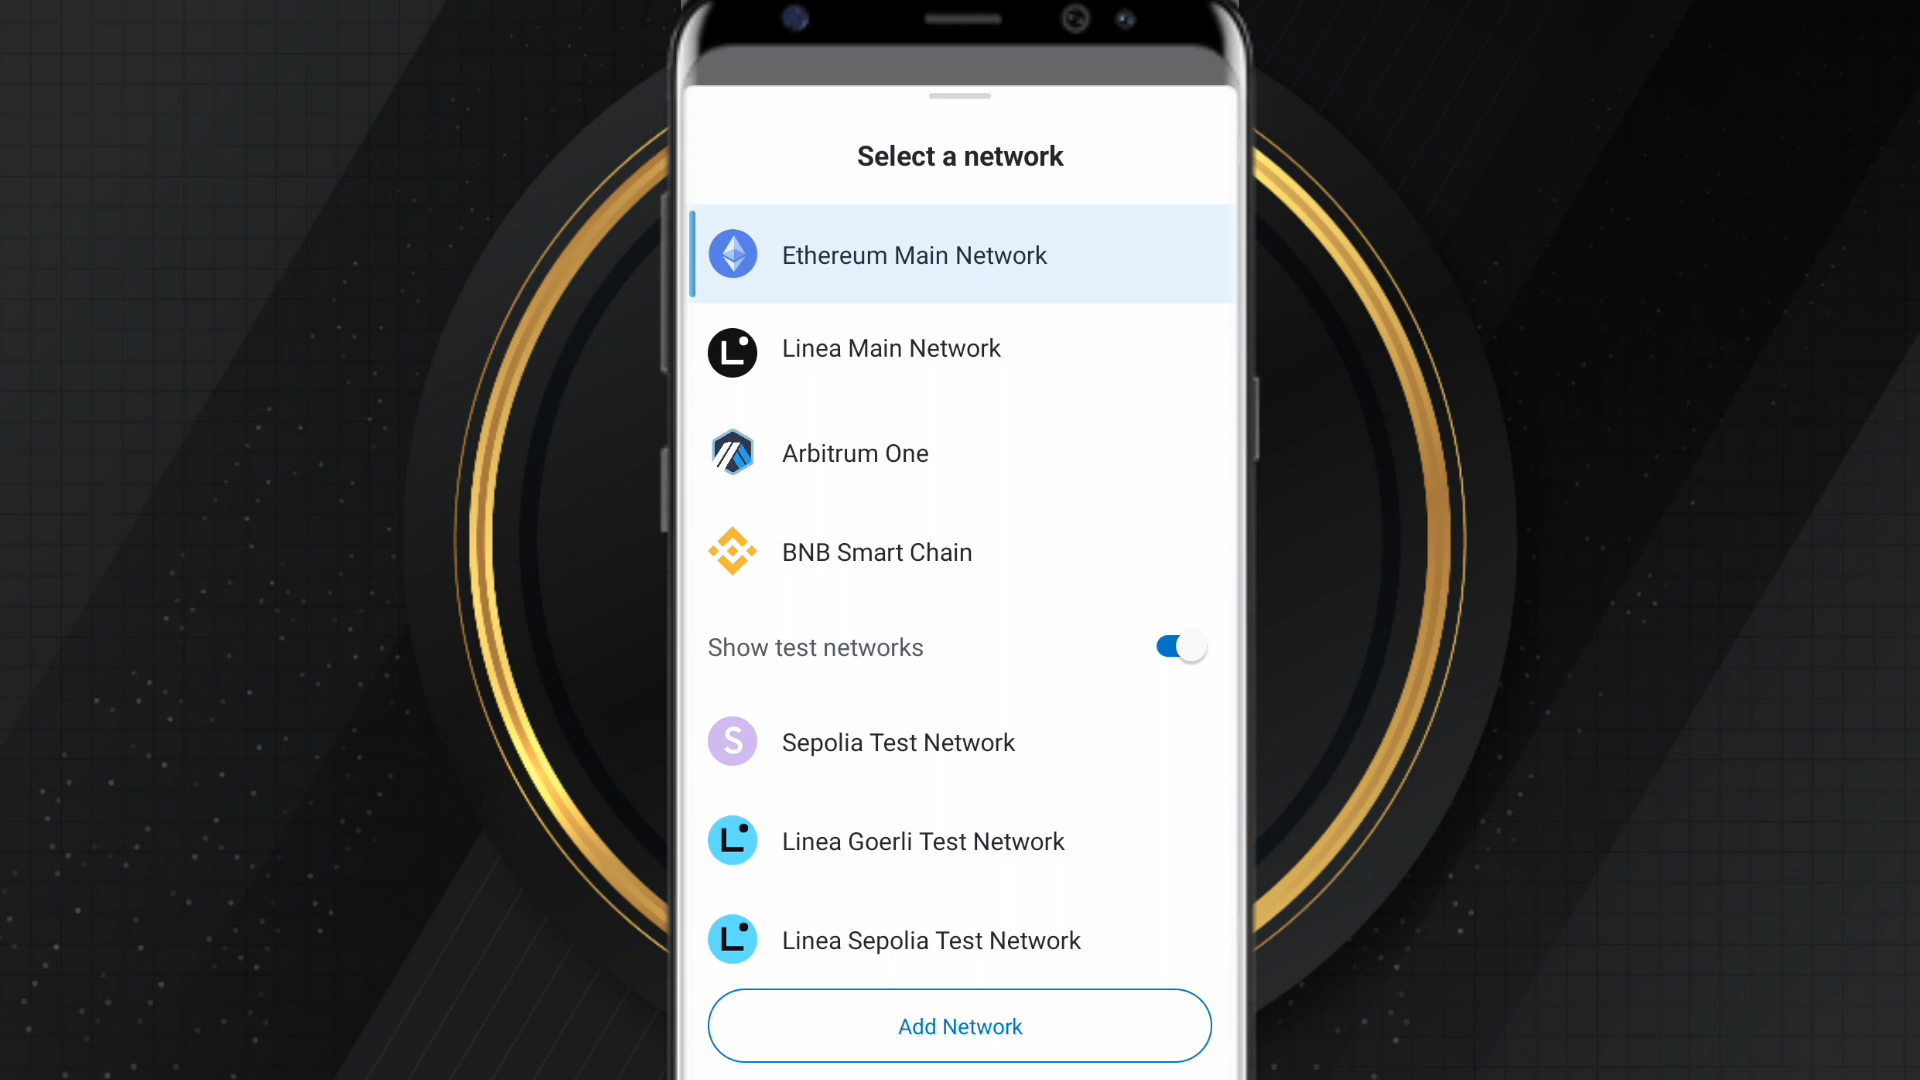 Select a network
Ethereum Main Network
Linea Main Network
Arbitrum One
BNB Smart Chain
Show test networks
S
Sepolia Test Network
Linea Goerli Test Network
Linea Sepolia Test Network
Add Network